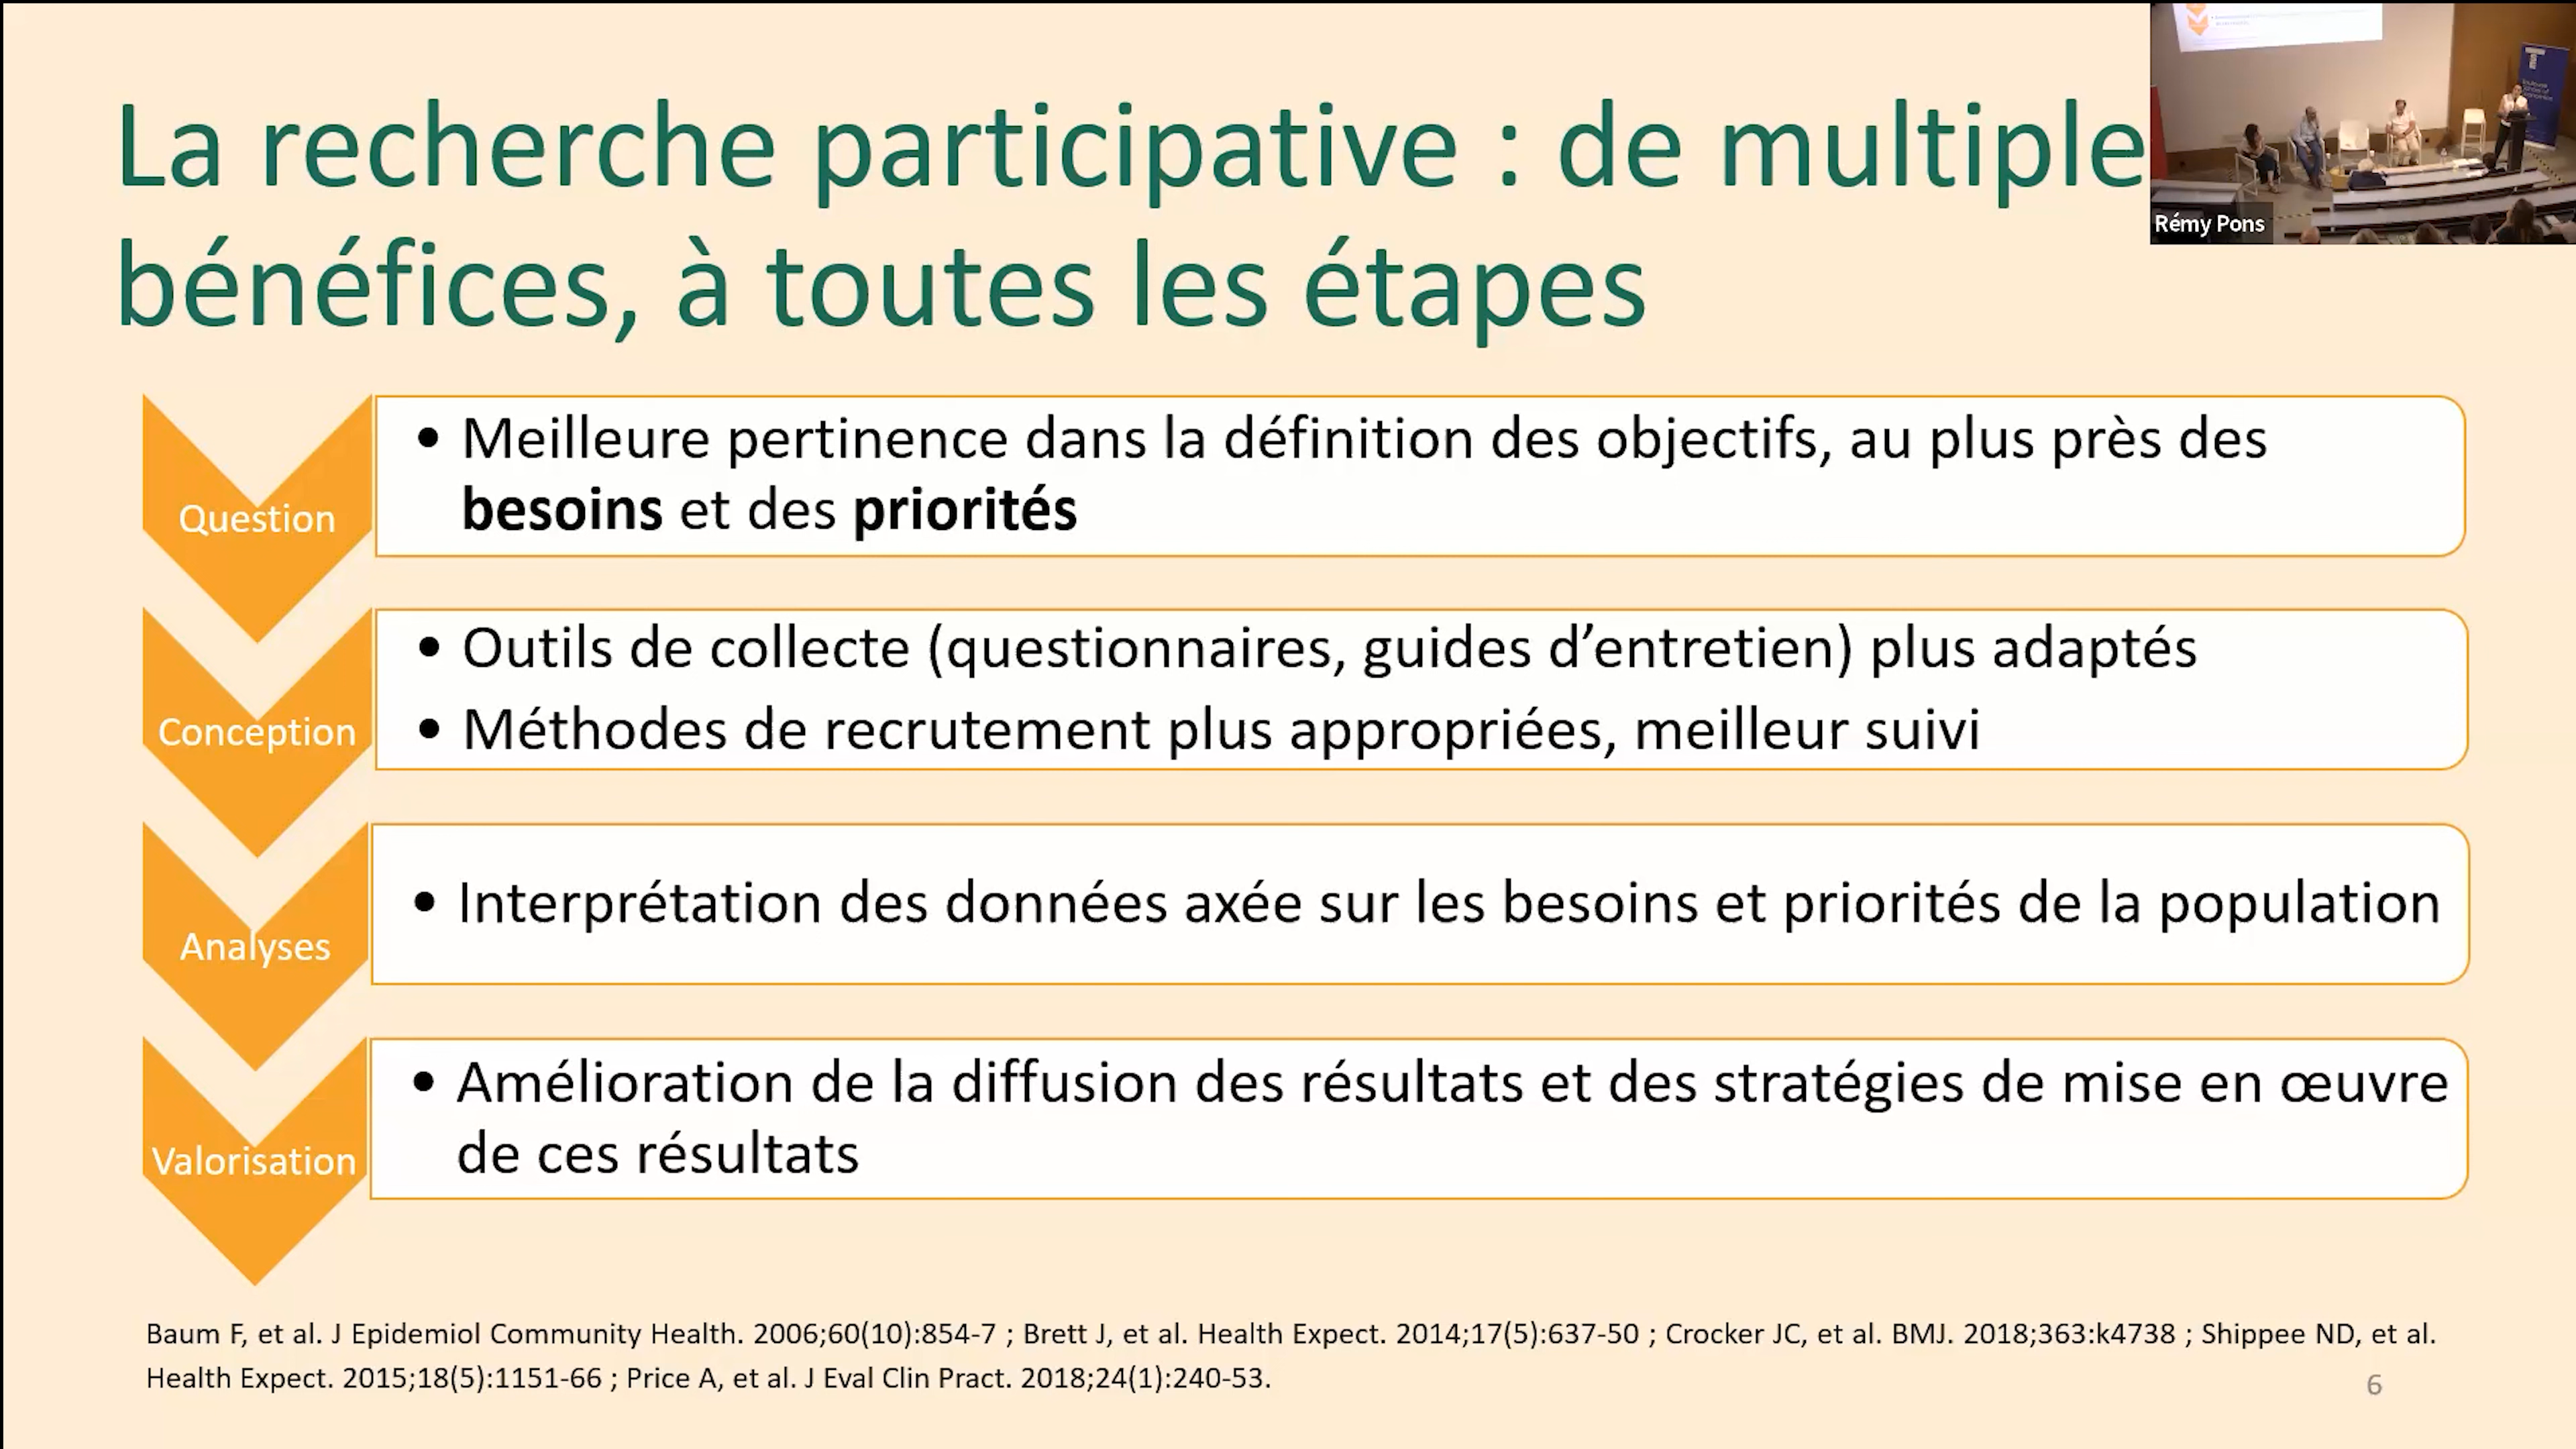 La recherche participative : de multiple
bénéfices, à toutes les étapes
Rémy Pons
Question
• Meilleure pertinence dans la définition des objectifs, au plus près des
besoins et des priorités
Conception
• Outils de collecte (questionnaires, guides d’entretien) plus adaptés
• Méthodes de recrutement plus appropriées, meilleur suivi
Analyses
• Interprétation des données axée sur les besoins et priorités de la population
Valorisation
• Amélioration de la diffusion des résultats et des stratégies de mise en œuvre
de ces résultats
Baum F, et al. J Epidemiol Community Health. 2006;60(10):854-7 ; Brett J, et al. Health Expect. 2014;17(5):637-50 ; Crocker JC, et al. BMJ. 2018;363:k4738 ; Shippee ND, et al.
Health Expect. 2015;18(5):1151-66 ; Price A, et al. J Eval Clin Pract. 2018;24(1):240-53.
6